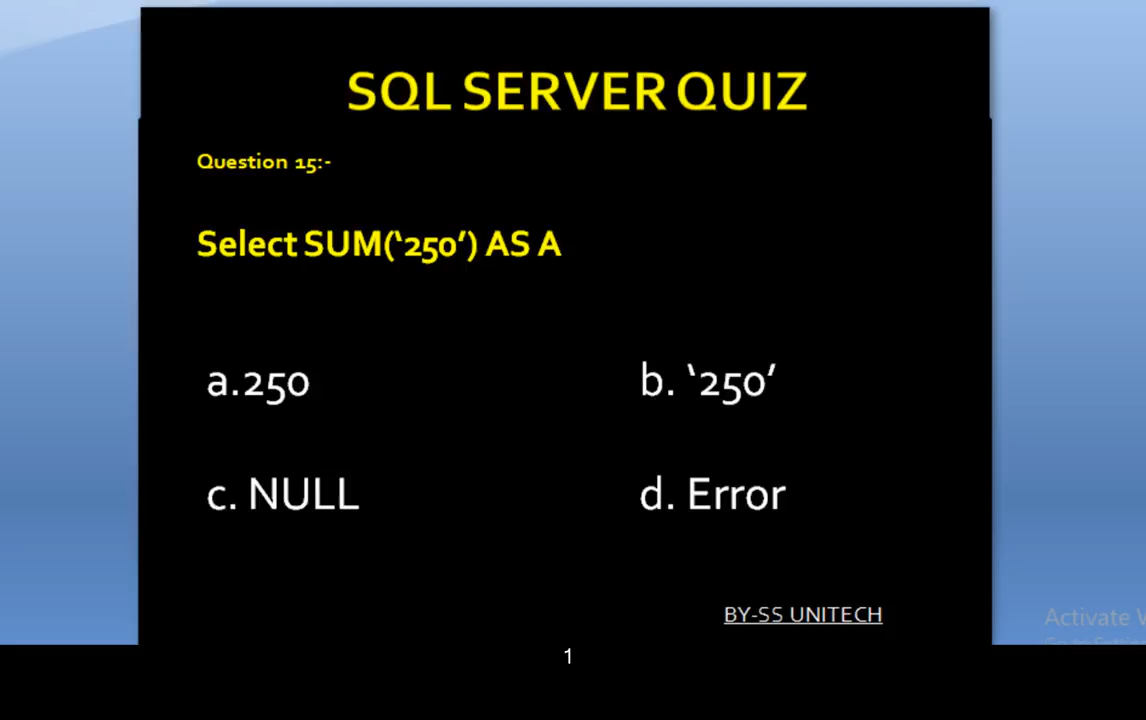 SQL SERVER QUIZ
Question 15:-
Select SUM(‘250’) AS A
a.250
b. ‘250’
c. NULL
d. Error
BY-SS UNITECH
Activate
1